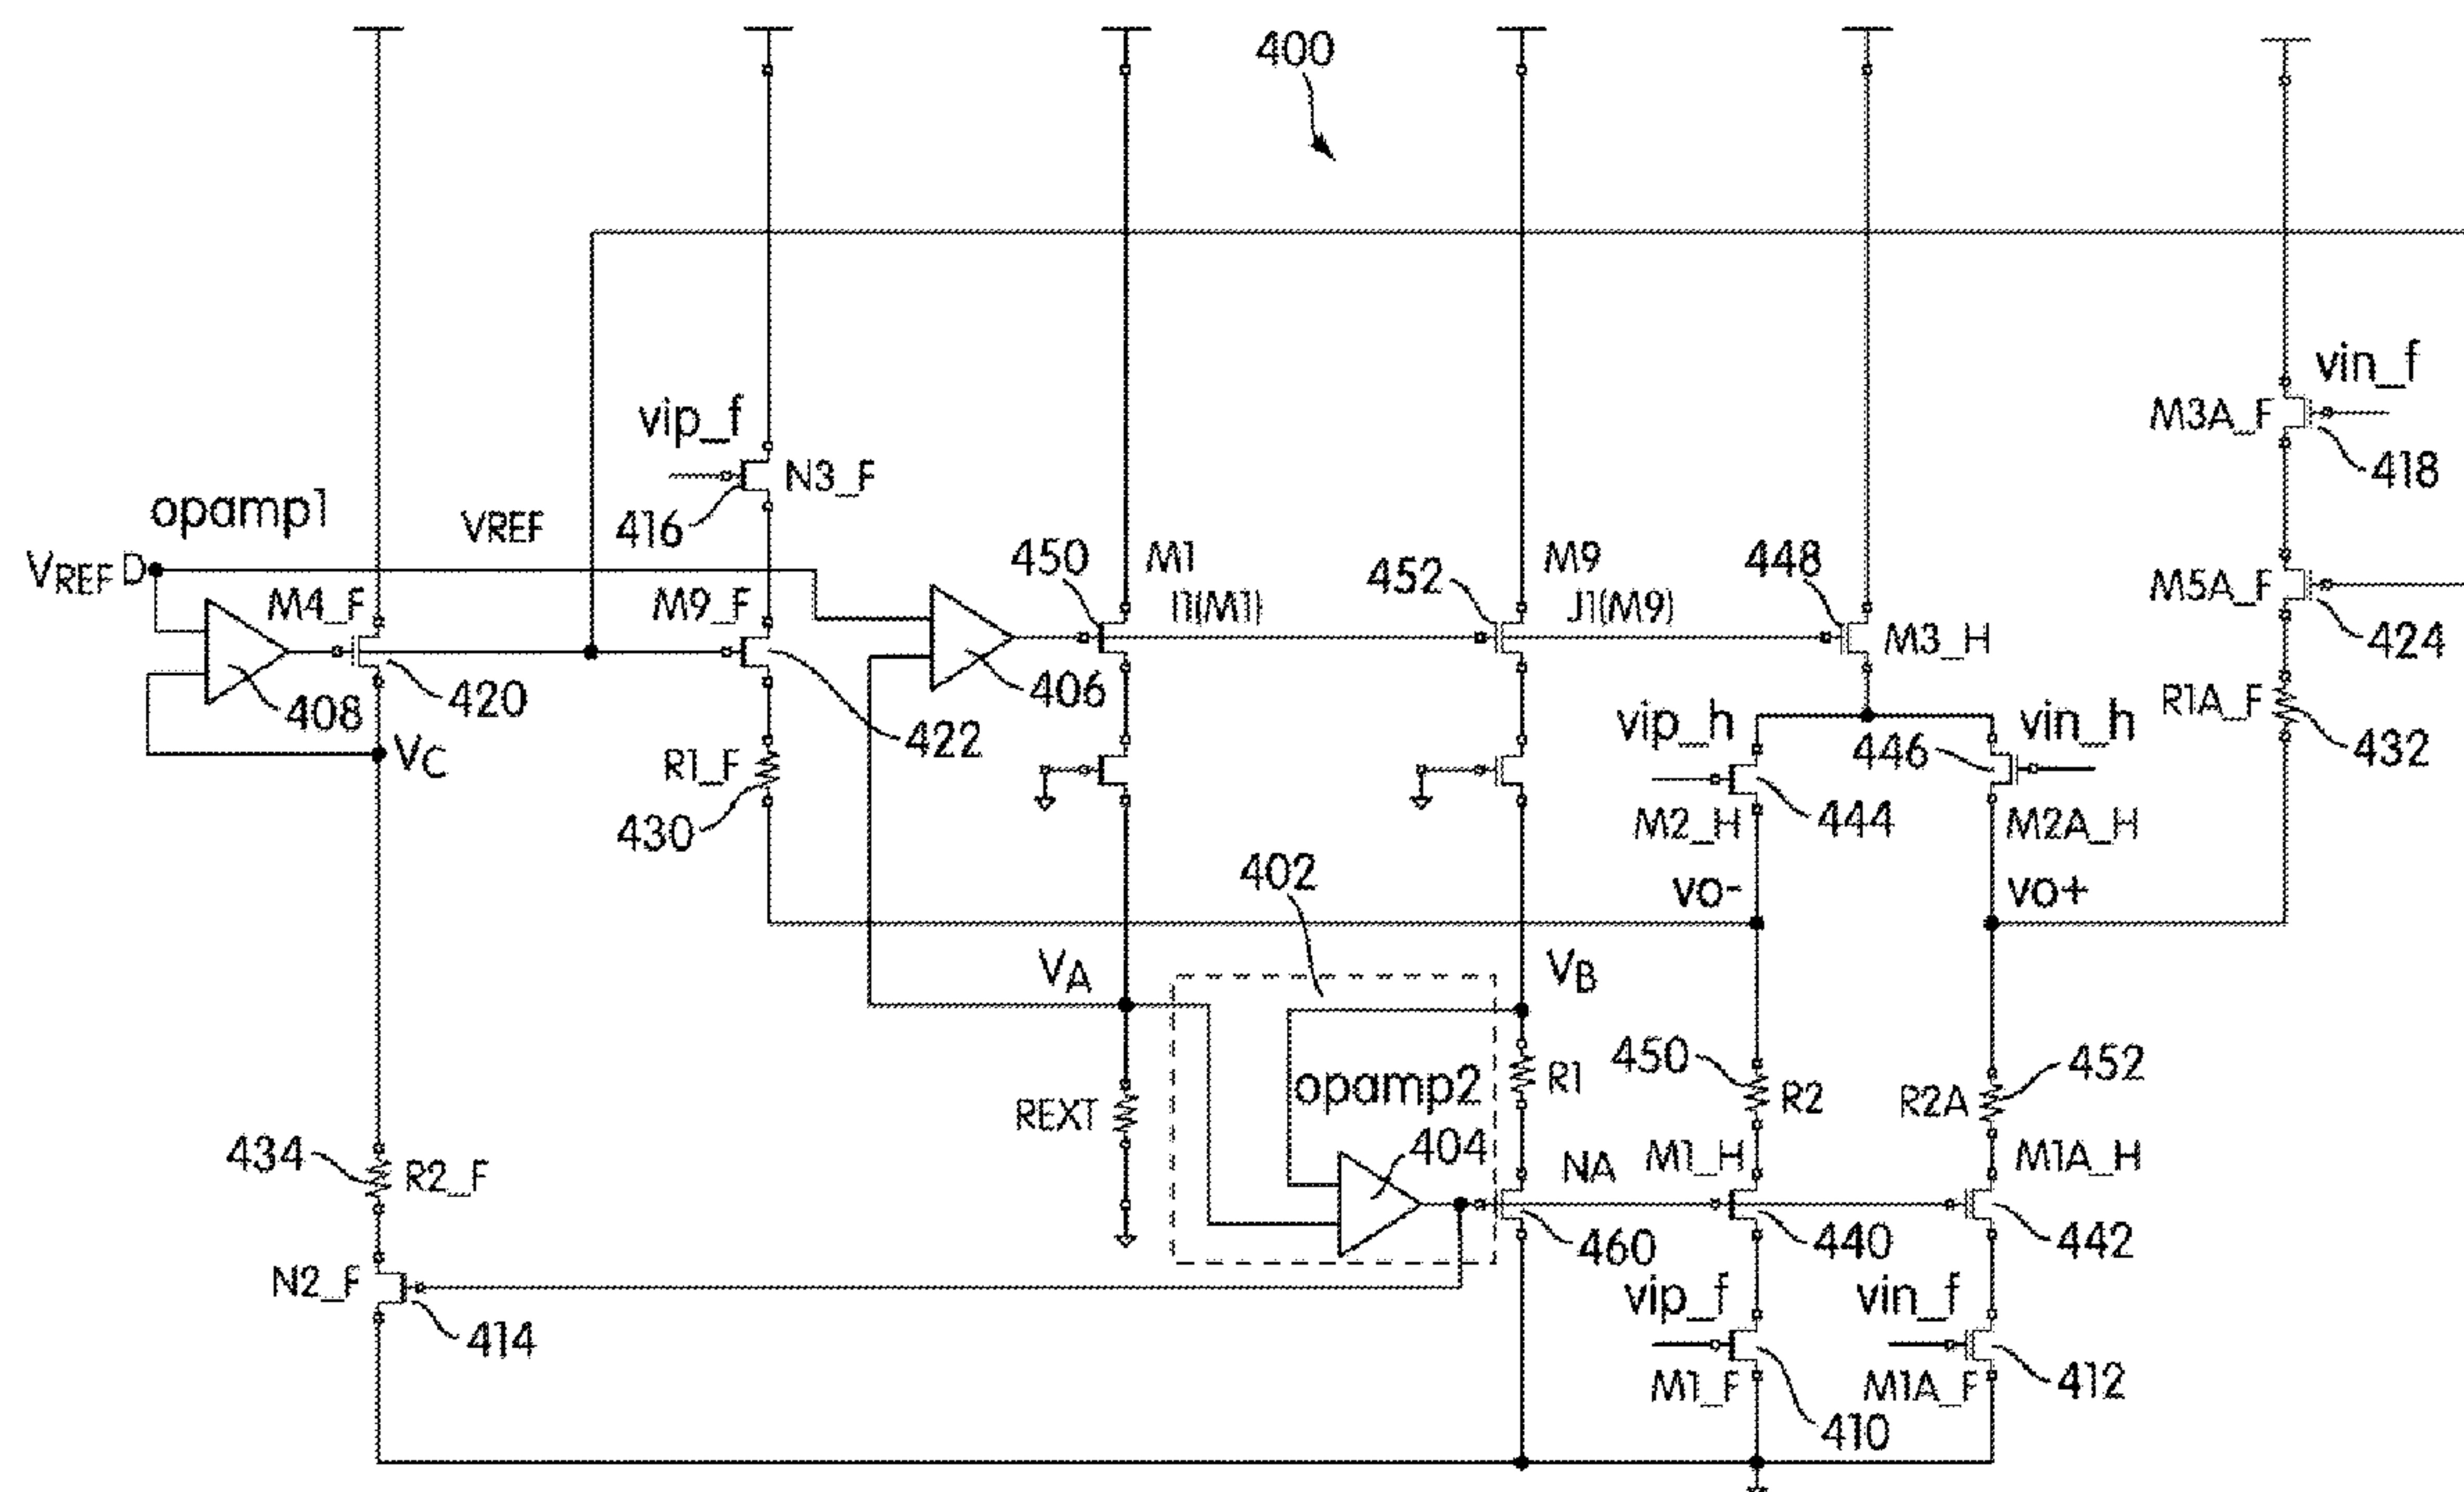 400
vin_f
M3A_F
418
vip_f
N3_F
416
opamp1
VREF
VREF D
M4_F
M9_F
450
M1
I1(M1)
452
M9
J1(M9)
448
M3_H
M5A_F
424
408
420
406
422
VC
R1_F
430
vip_h
vin_h
446
R1A_F
432
M2_H
444
M2A_H
402
vo-
vo+
VA
VB
REXT
opamp2
R1
450
R2
R2A
452
434
R2_F
404
NA
M1_H
M1A_H
460
440
442
N2_F
414
vip_f
vin_f
M1_F
410
M1A_F
412